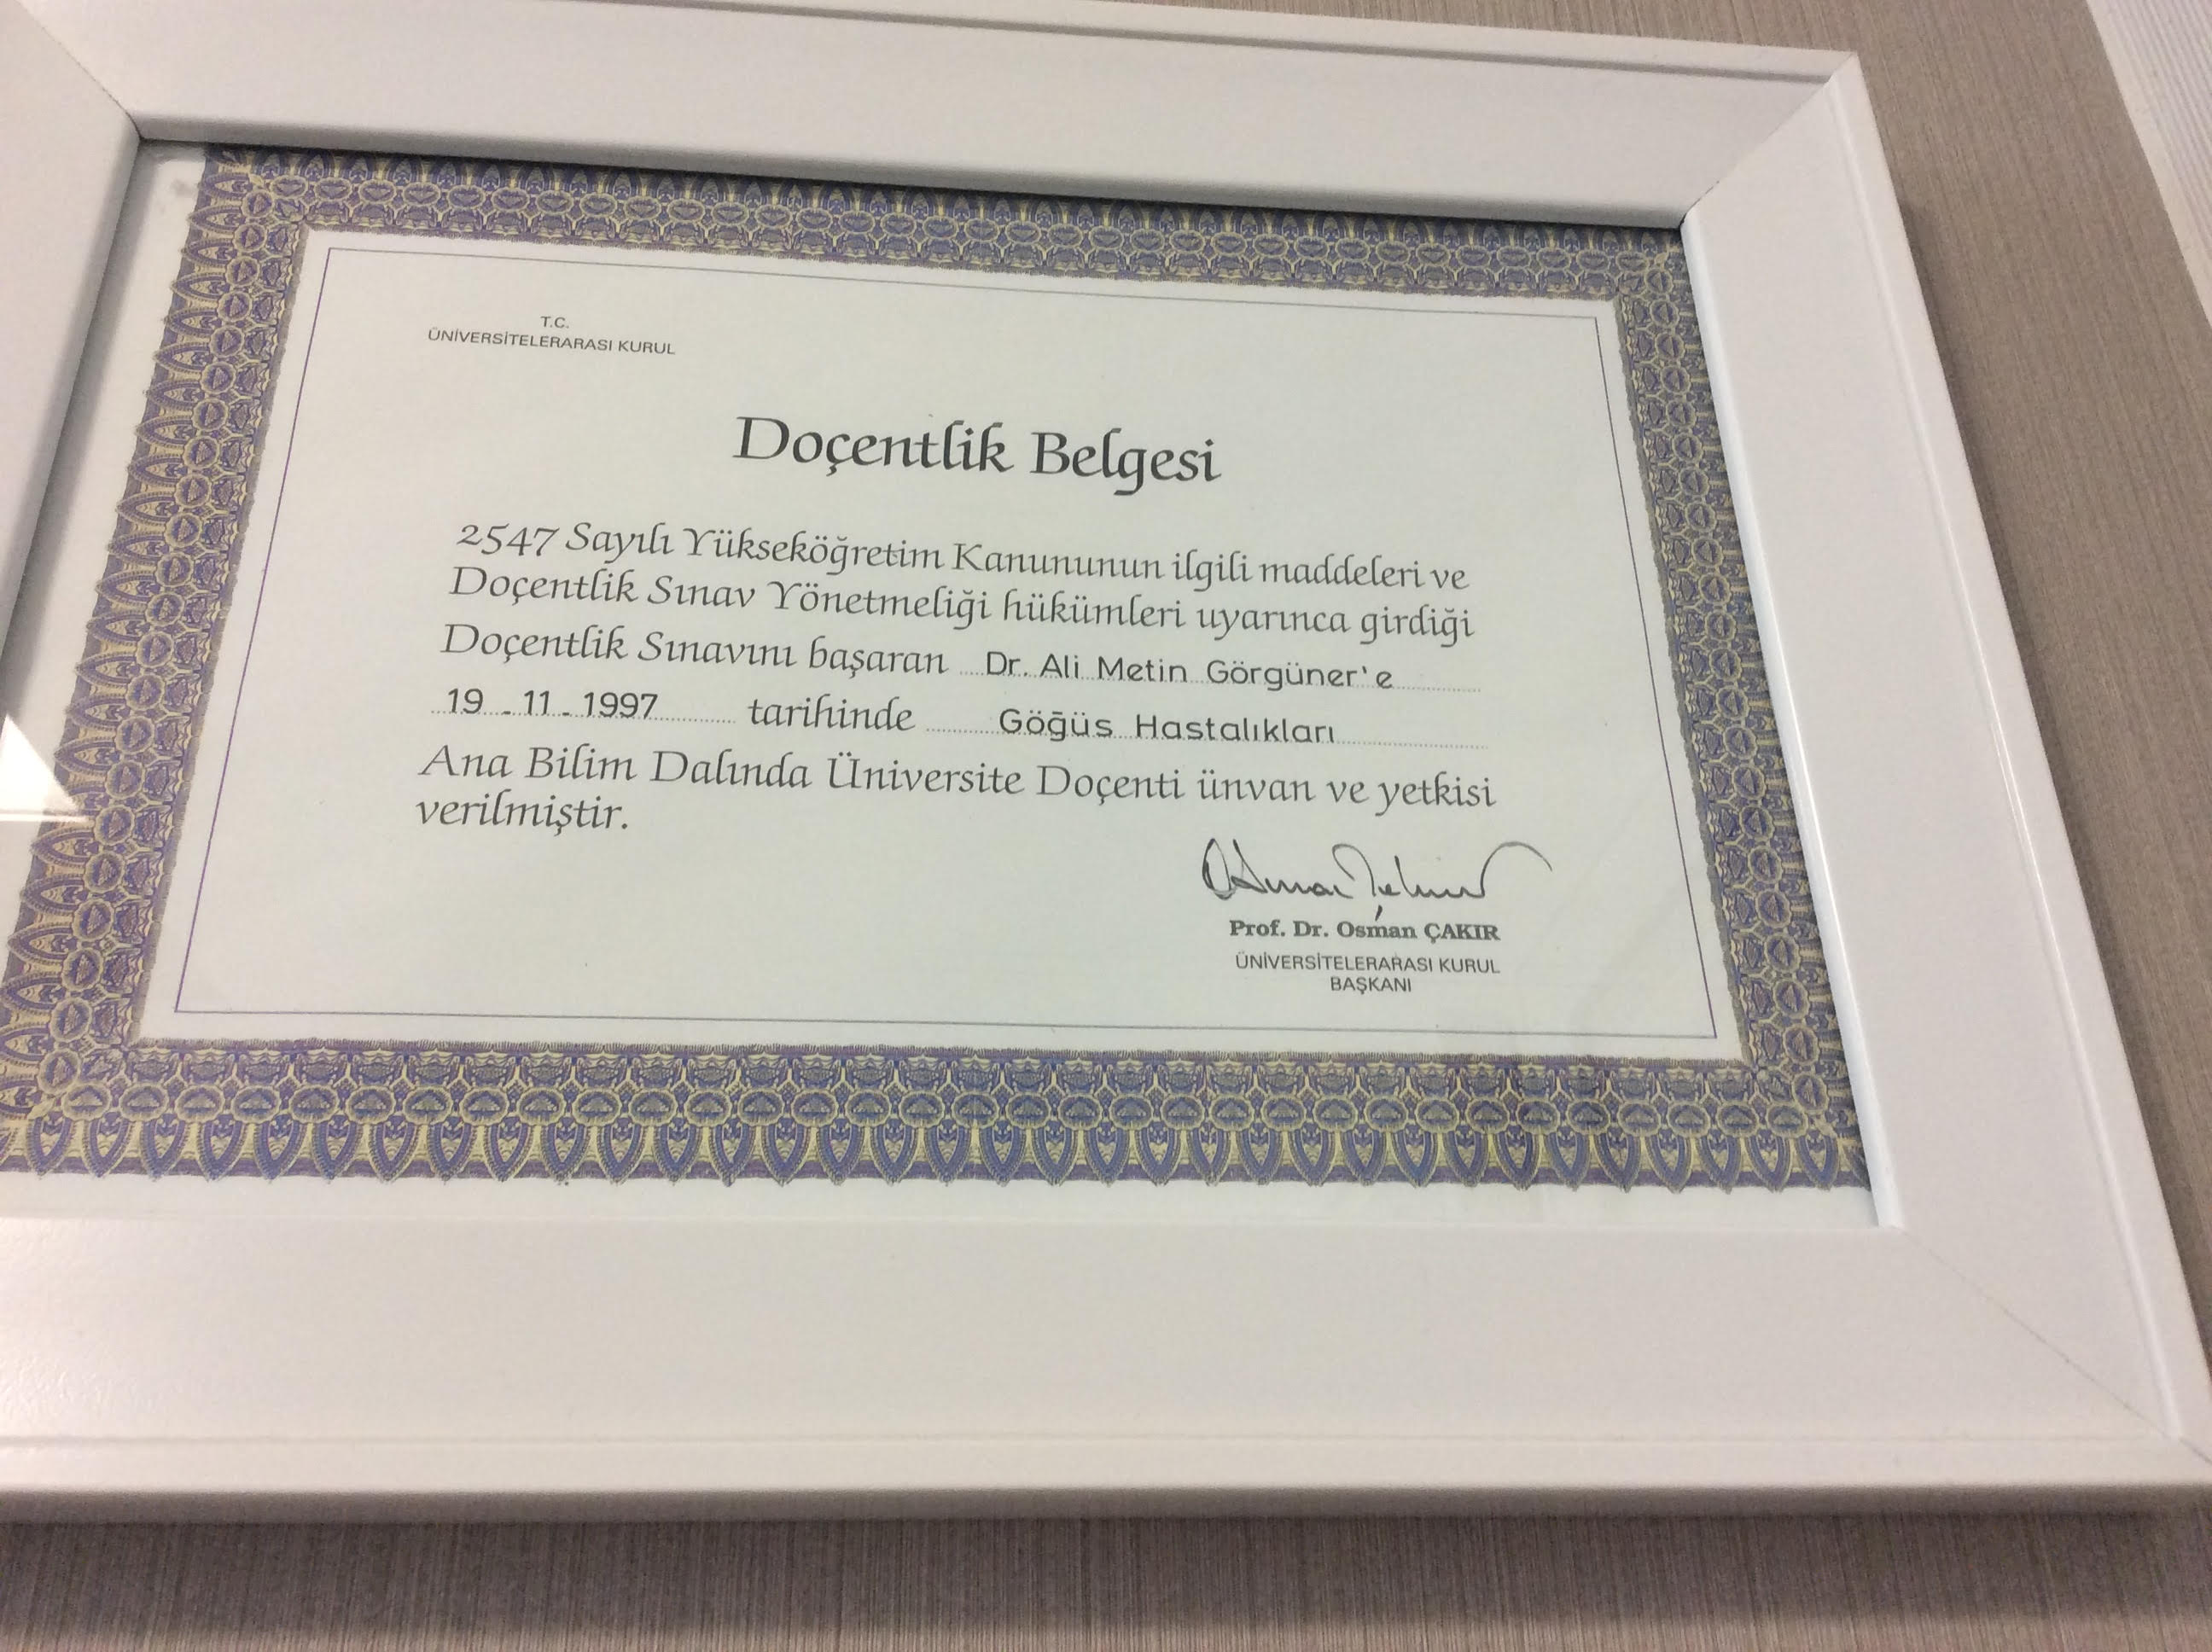 T.C.
ÜNİVERSİTELERARASI KURUL
Doçentlik Belgesi
2547 Sayılı Yükseköğretim Kanununun ilgili maddeleri ve
Doçentlik Sınav Yönetmeliği hükümleri uyarınca girdiği
Doçentlik Sınavını başaran Dr. Ali Metin Görgüner'e
19 - 11 - 1997 tarihinde Göğüs Hastalıkları
Ana Bilim Dalında Üniversite Doçenti ünvan ve yetkisi
verilmiştir.
Prof. Dr. Osman ÇAKIR
ÜNİVERSİTELERARASI KURUL
BAŞKANI